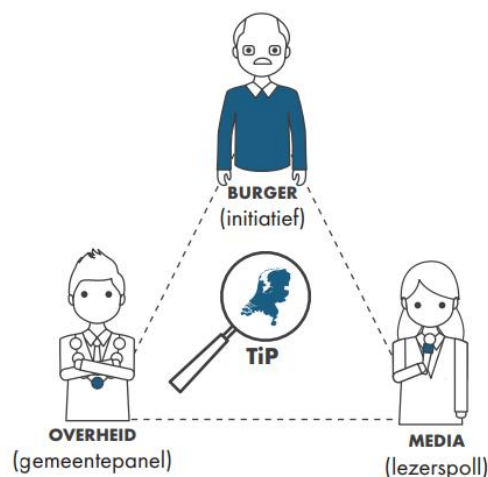 BURGER
(initiatief)
TiP
OVERHEID
(gemeentepanel)
MEDIA
(lezerspoll)